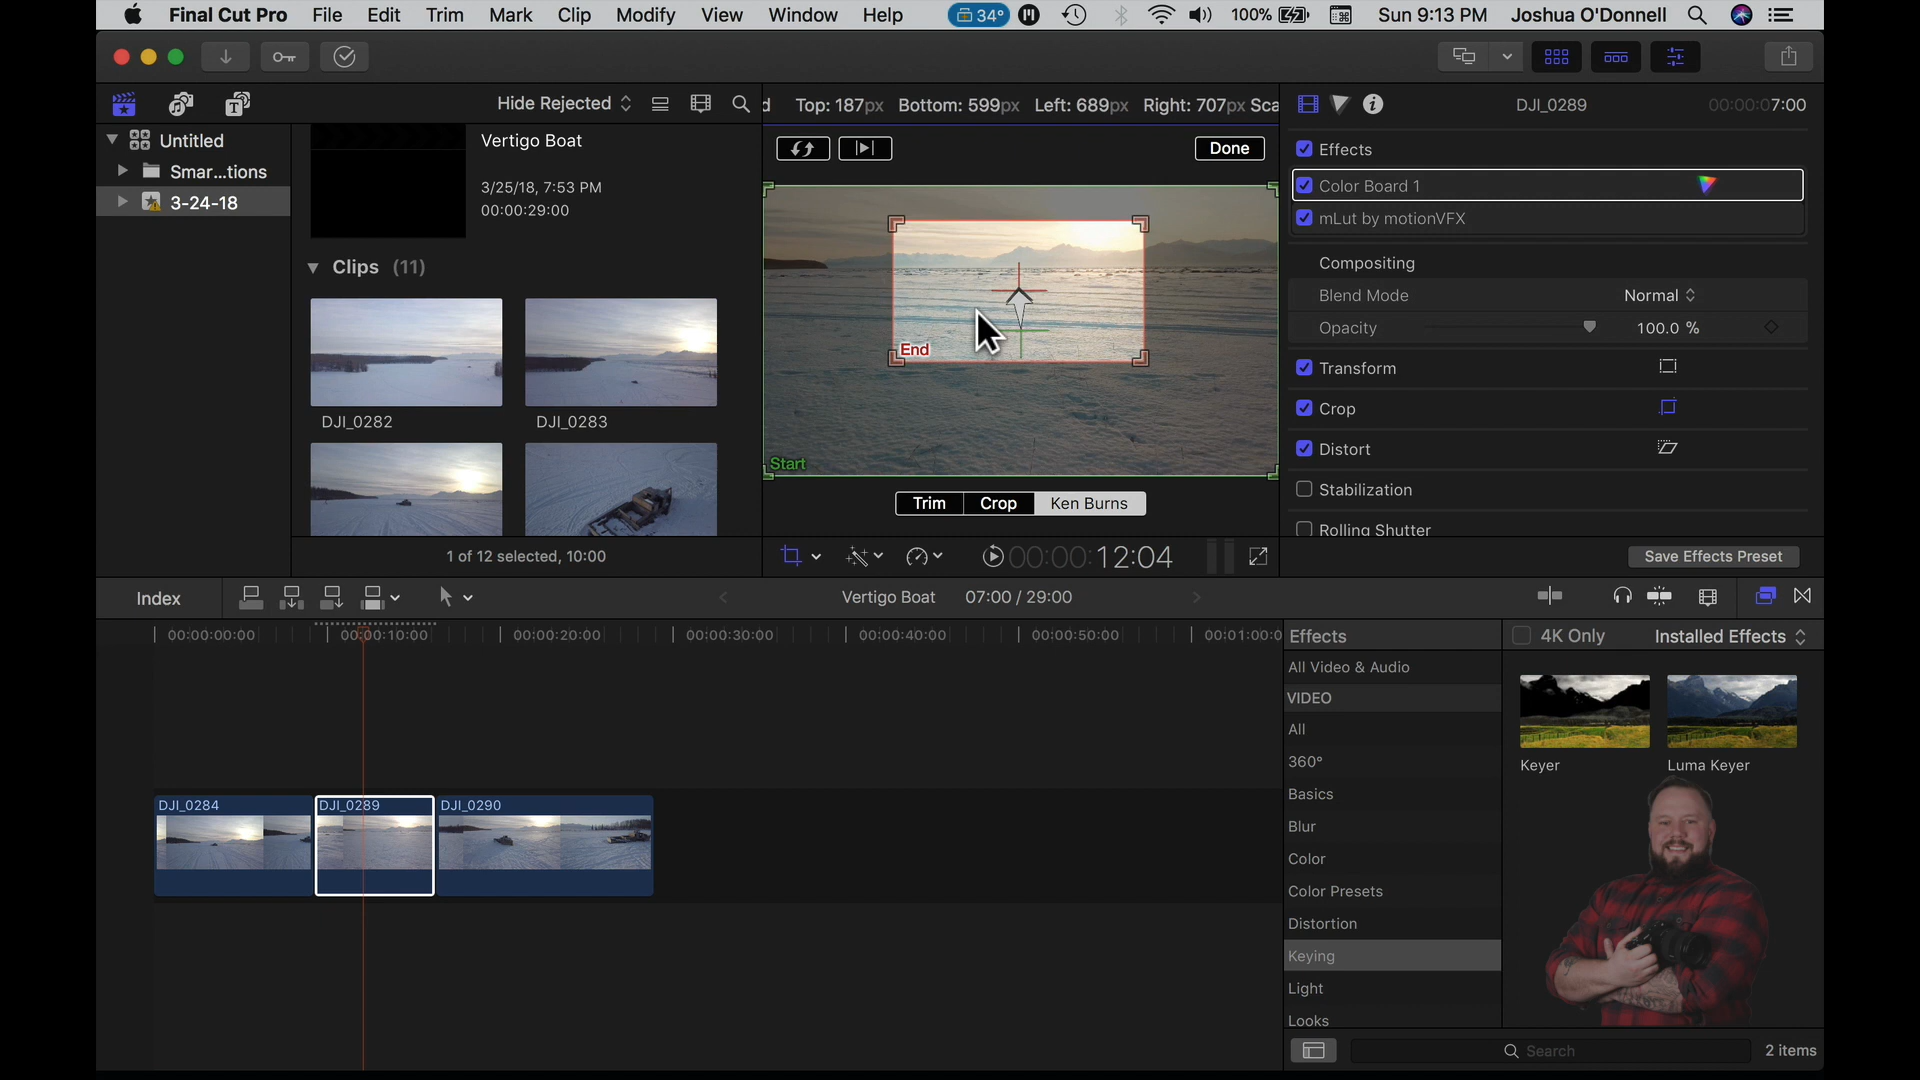 Final Cut Pro File Edit Trim Mark Clip Modify View Window Help 34° 100% Sun 9:13 PM Joshua O'Donnell
Hide Rejected
Top: 187px Bottom: 599px Left: 689px Right: 707px Sca
DJI_0289 00:00:07:00
Untitled
Smar...tions
3-24-18
Vertigo Boat
3/25/18, 7:53 PM
00:00:29:00
Clips (11)
DJI_0282
DJI_0283
1 of 12 selected, 10:00
Done
End
Start
Trim Crop Ken Burns
00:00:12:04
Effects
Color Board 1
mLut by motionVFX
Compositing
Blend Mode Normal
Opacity 100.0 %
Transform
Crop
Distort
Stabilization
Rolling Shutter
Save Effects Preset
Index
Vertigo Boat 07:00 / 29:00
00:00:00:00 00:00:10:00 00:00:20:00 00:00:30:00 00:00:40:00 00:00:50:00 00:01:00:0
DJI_0284
DJI_0289
DJI_0290
Effects
4K Only Installed Effects
All Video & Audio
VIDEO
All
360°
Basics
Blur
Color
Color Presets
Distortion
Keying
Light
Looks
Keyer
Luma Keyer
Search
2 items